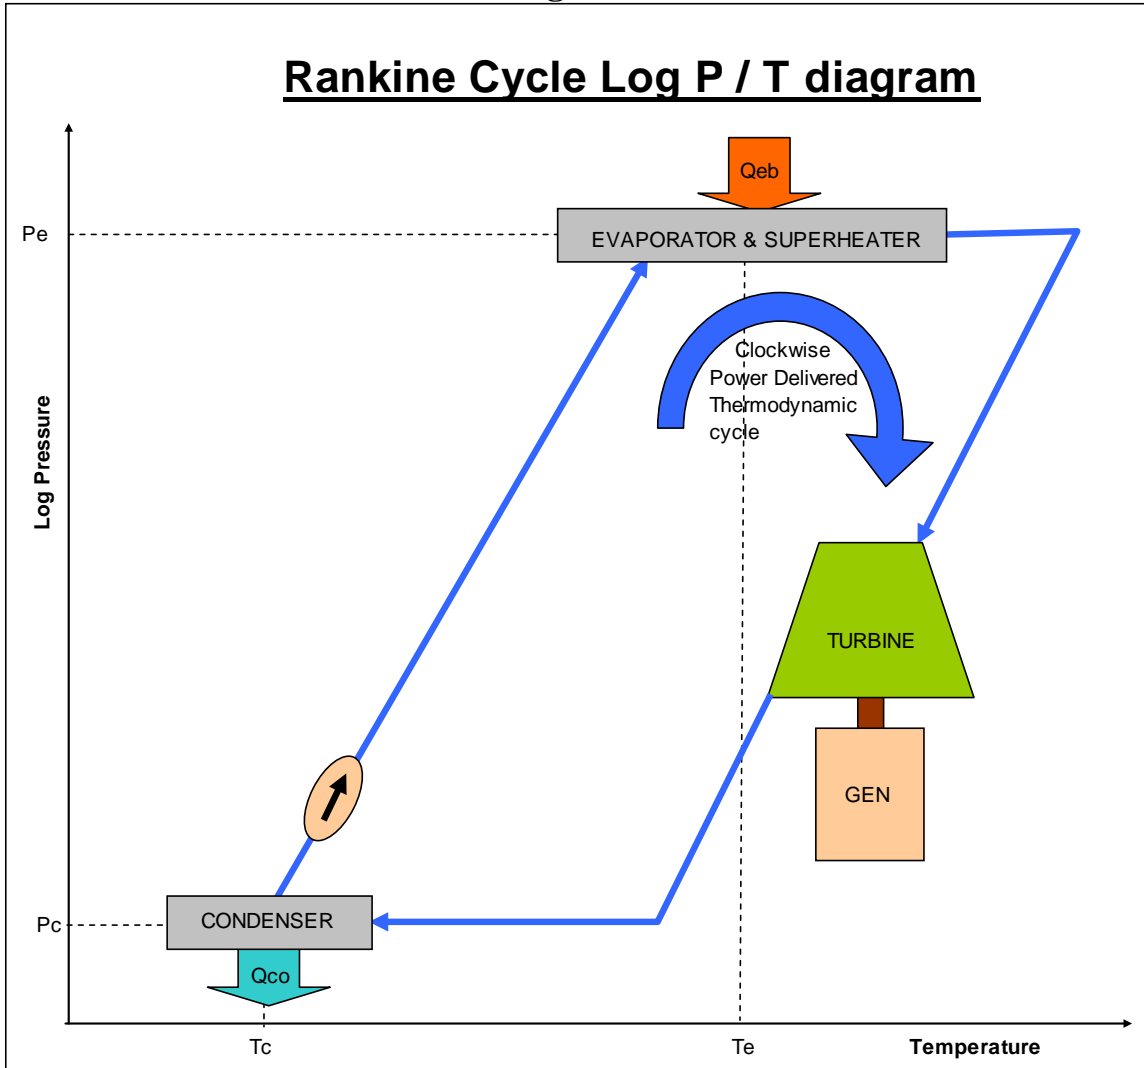 Rankine Cycle Log P / T diagram
Qeb
Pe
EVAPORATOR & SUPERHEATER
Clockwise
Power Delivered
Thermodynamic
cycle
Log Pressure
TURBINE
GEN
CONDENSER
Pc
Qco
Tc
Te
Temperature